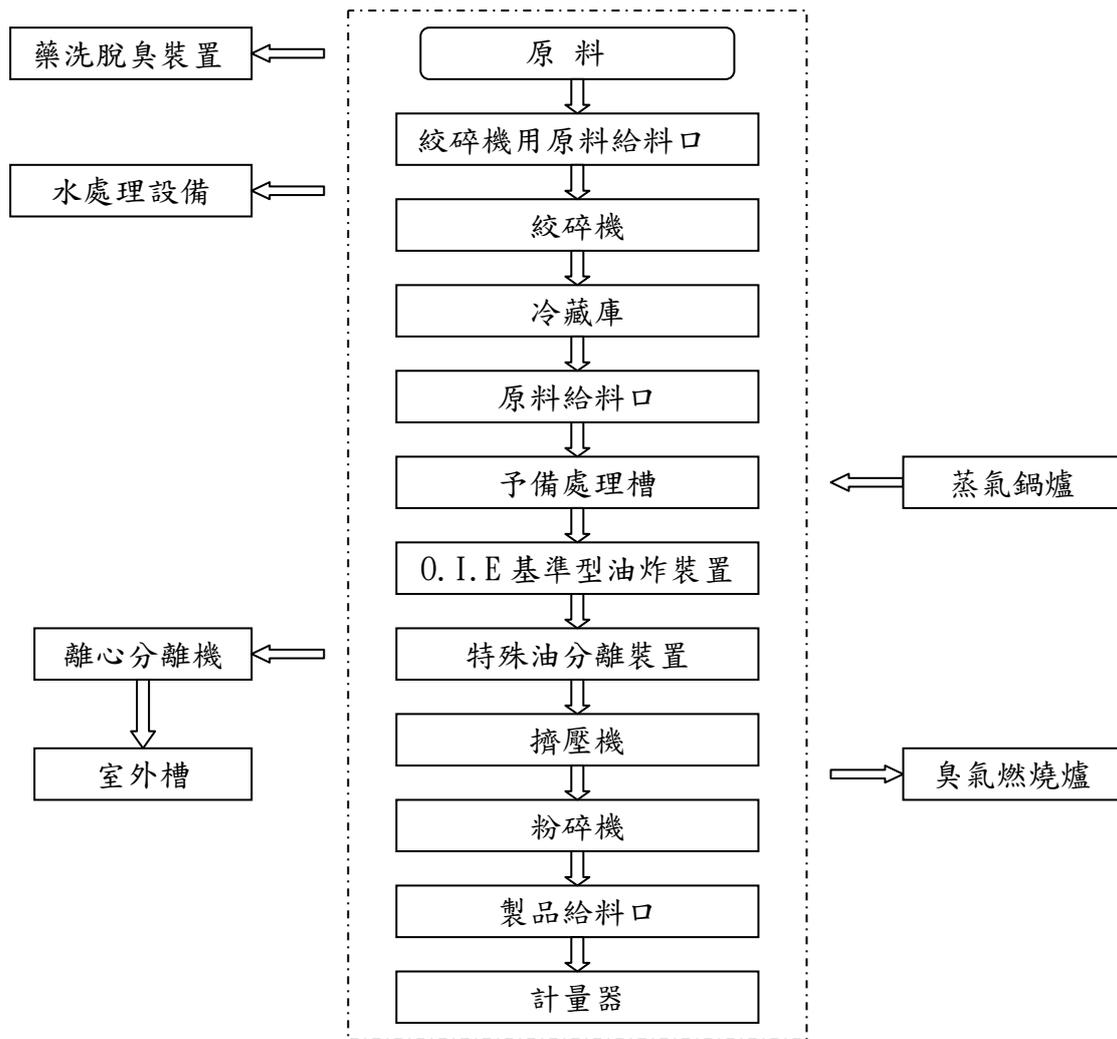 藥洗脫臭裝置
原 料
絞碎機用原料給料口
水處理設備
絞碎機
冷藏庫
原料給料口
予備處理槽
蒸氣鍋爐
O.I.E 基準型油炸裝置
離心分離機
特殊油分離裝置
擠壓機
室外槽
臭氣燃燒爐
粉碎機
製品給料口
計量器